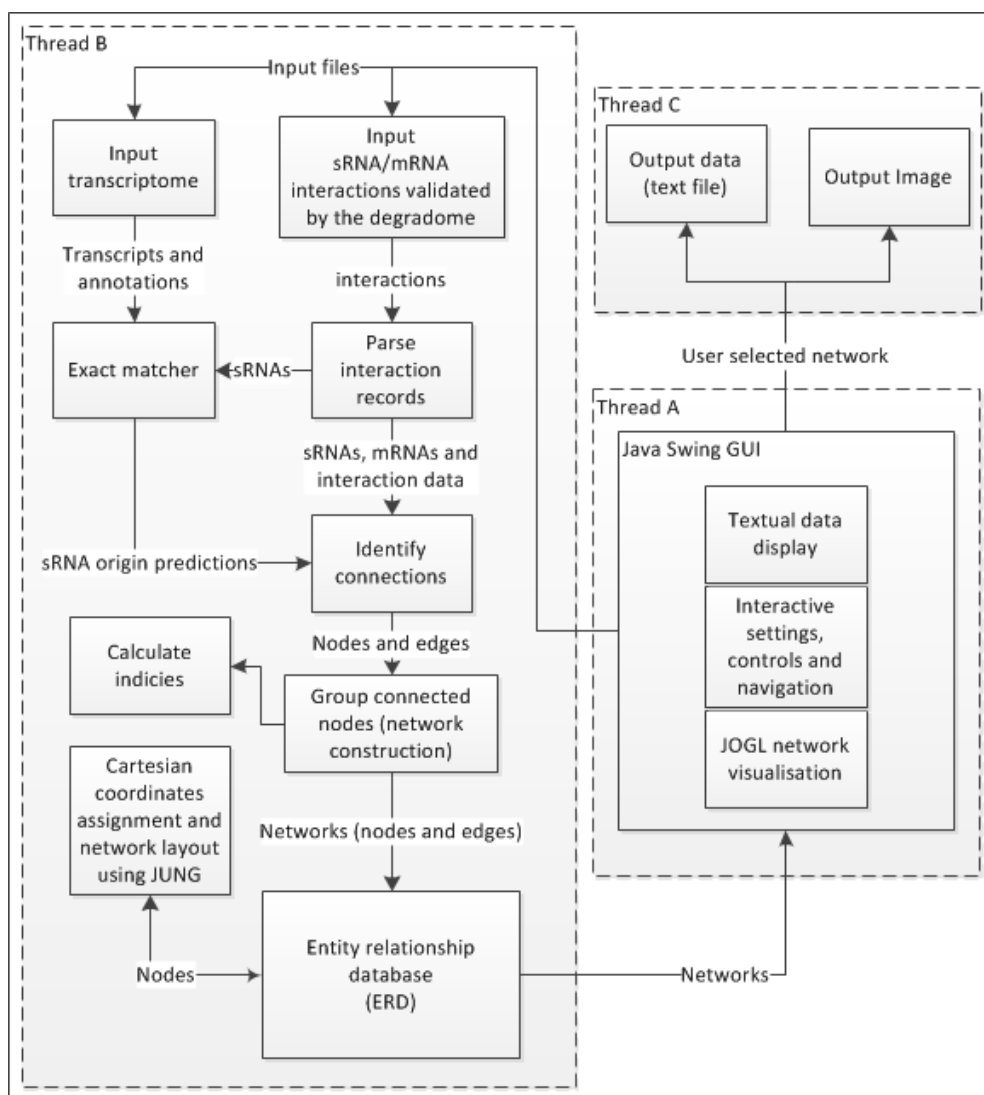 Thread B
Input files
Input
transcriptome
Input
sRNA/mRNA
interactions validated
by the degradome
Transcripts and
annotations
interactions
Exact matcher
sRNAs
Parse
interaction
records
sRNAs, mRNAs and
interaction data
sRNA origin predictions
Identify
connections
Nodes and edges
Calculate
indicies
Group connected
nodes (network
construction)
Cartesian
coordinates
assignment and
network layout
using JUNG
Networks (nodes and edges)
Nodes
Entity relationship
database
(ERD)
Networks
Thread C
Output data
(text file)
Output Image
User selected network
Thread A
Java Swing GUI
Textual data
display
Interactive
settings,
controls and
navigation
JOGL network
visualisation